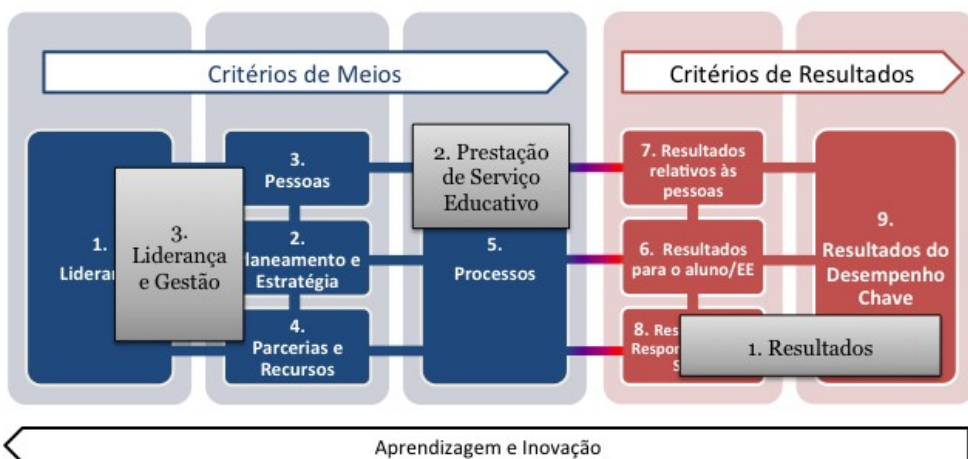 Critérios de Meios
Critérios de Resultados
1.
3.
Liderança
e Gestão
3.
Pessoas
2.
Planeamento e
Estratégia
4.
Parcerias e
Recursos
2. Prestação
de Serviço
Educativo
5.
Processos
7. Resultados
relativos às
pessoas
6. Resultados
para o aluno/EE
8.
1. Resultados
9.
Resultados do
Desempenho
Chave
Aprendizagem e Inovação